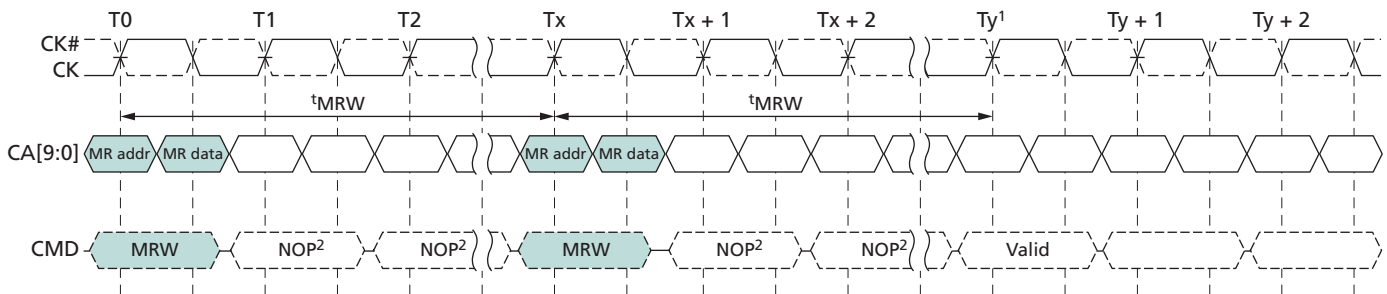 T0 T1 T2 Tx Tx + 1 Tx + 2 Ty¹ Ty + 1 Ty + 2
CK#
CK
ᵗMRW ᵗMRW
CA[9:0] MR addr MR data MR addr MR data
CMD MRW NOP² NOP² MRW NOP² NOP² Valid